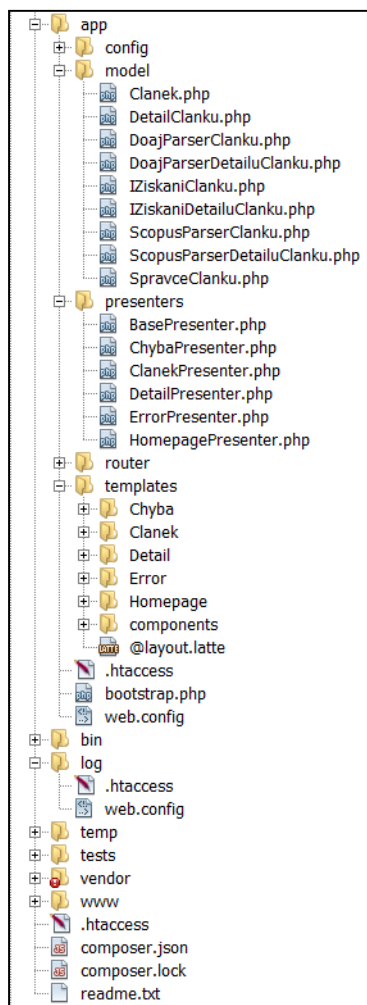 app
config
model
Clanek.php
DetailClanku.php
DoajParserClanku.php
DoajParserDetailuClanku.php
IZiskaniClanku.php
IZiskaniDetailuClanku.php
ScopusParserClanku.php
ScopusParserDetailuClanku.php
SpravceClanku.php
presenters
BasePresenter.php
ChybaPresenter.php
ClanekPresenter.php
DetailPresenter.php
ErrorPresenter.php
HomepagePresenter.php
router
templates
Chyba
Clanek
Detail
Error
Homepage
components
@layout.latte
.htaccess
bootstrap.php
web.config
bin
log
.htaccess
web.config
temp
tests
vendor
www
.htaccess
composer.json
composer.lock
readme.txt